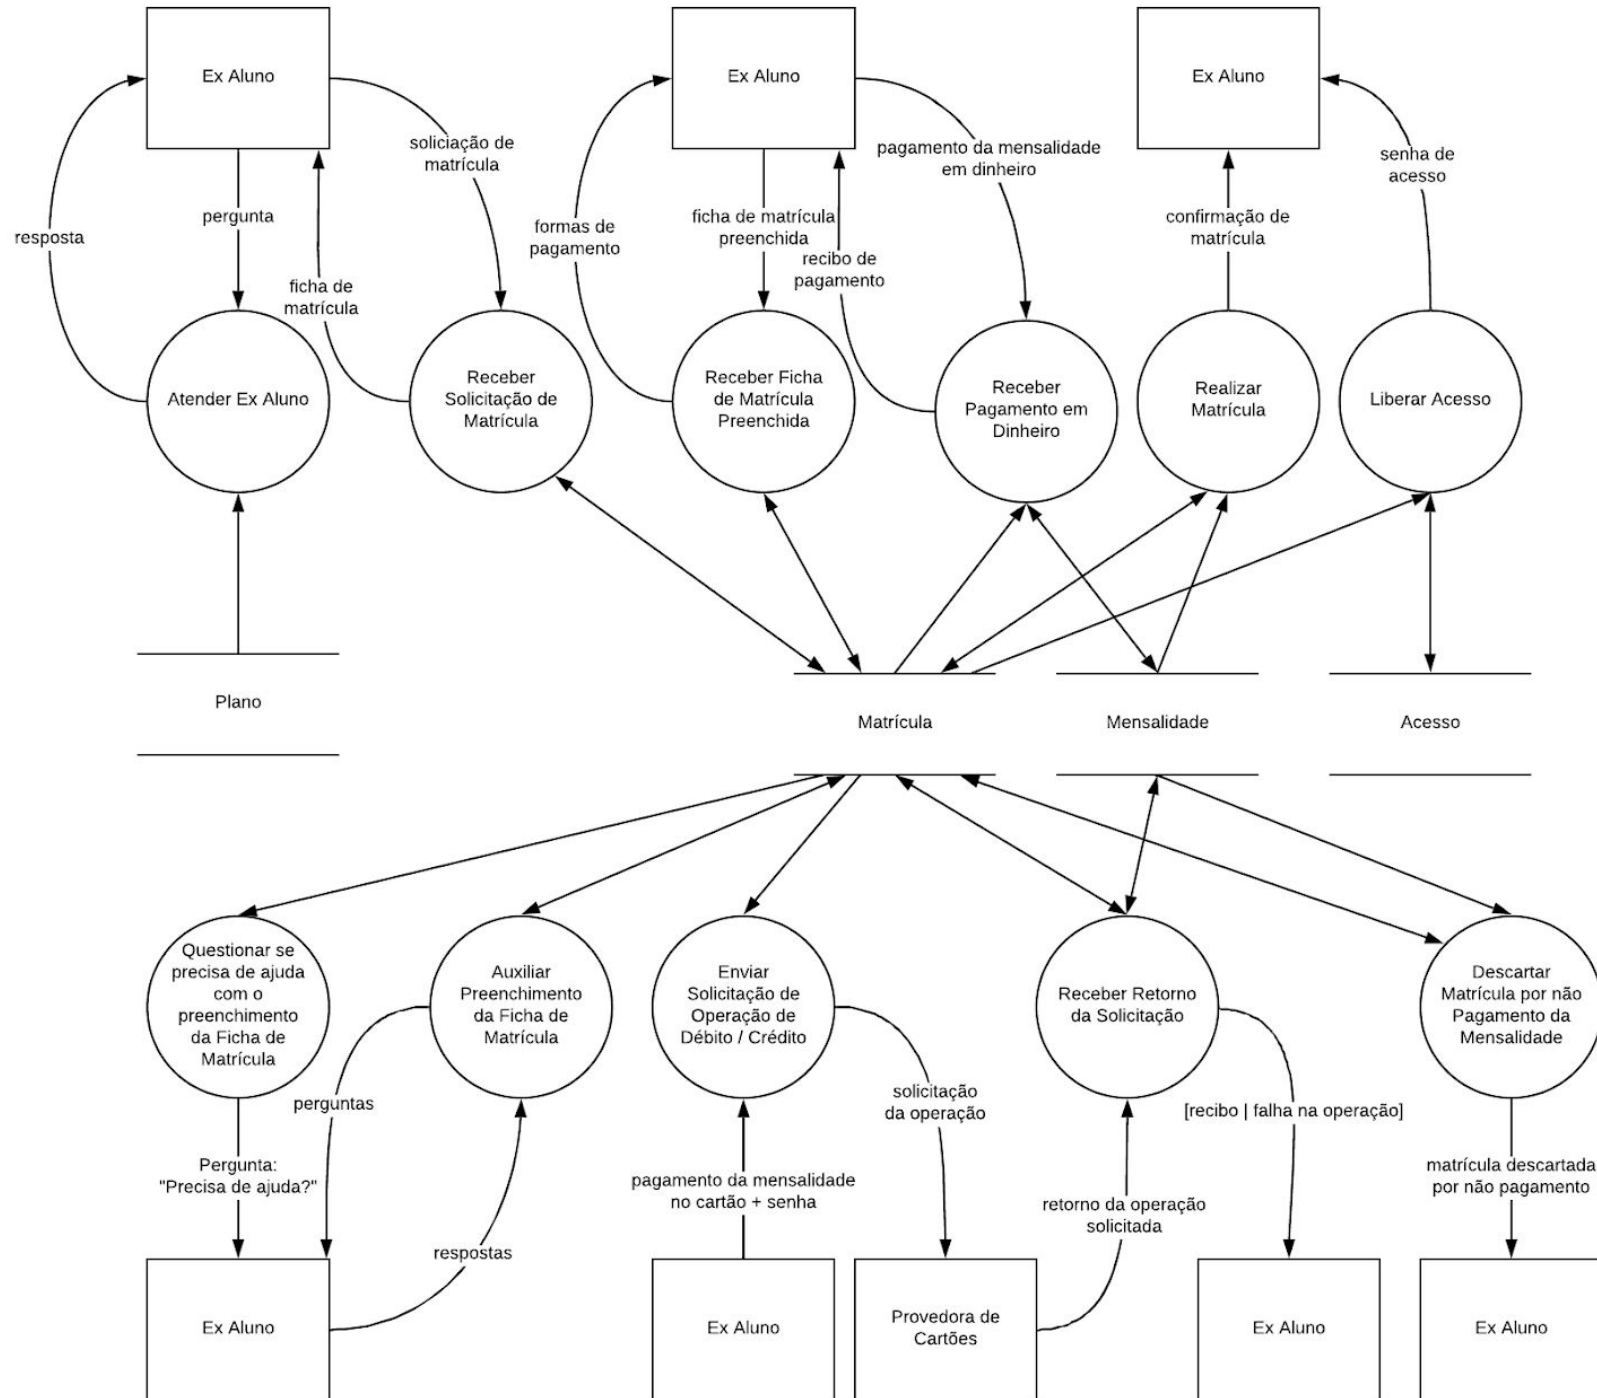 Ex Aluno
Ex Aluno
Ex Aluno
soliciação de
matrícula
pagamento da mensalidade
em dinheiro
senha de
acesso
resposta
pergunta
formas de
pagamento
ficha de matrícula
preenchida
confirmação de
matrícula
ficha de
matrícula
recibo de
pagamento
Atender Ex Aluno
Receber
Solicitação de
Matrícula
Receber Ficha
de Matrícula
Preenchida
Receber
Pagamento em
Dinheiro
Realizar
Matrícula
Liberar Acesso
Plano
Matrícula
Mensalidade
Acesso
Questionar se
precisa de ajuda
com o
preenchimento
da Ficha de
Matrícula
Auxiliar
Preenchimento
da Ficha de
Matrícula
Enviar
Solicitação de
Operação de
Débito / Crédito
Receber Retorno
da Solicitação
Descartar
Matrícula por não
Pagamento da
Mensalidade
perguntas
solicitação
da operação
[recibo | falha na operação]
Pergunta:
"Precisa de ajuda?"
pagamento da mensalidade
no cartão + senha
retorno da operação
solicitada
matrícula descartada
por não pagamento
respostas
Ex Aluno
Ex Aluno
Provedora de
Cartões
Ex Aluno
Ex Aluno